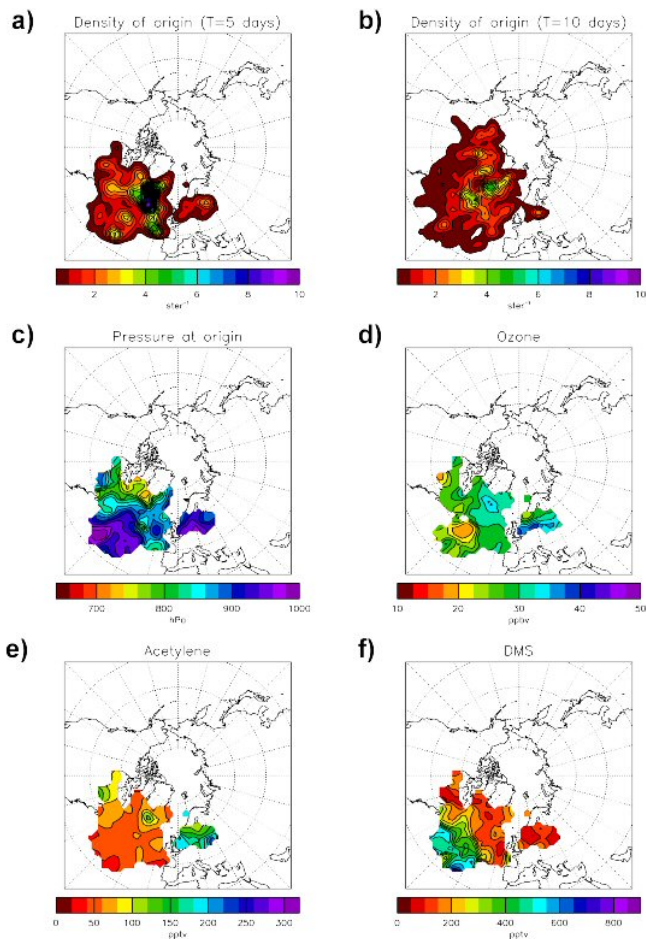 a)
Density of origin (T=5 days)
2 4 6 8 10
ster⁻¹
b)
Density of origin (T=10 days)
2 4 6 8 10
ster⁻¹
c)
Pressure at origin
700 800 900 1000
hPa
d)
Ozone
10 20 30 40 50
ppbv
e)
Acetylene
0 50 100 150 200 250 300
pptv
f)
DMS
0 200 400 600 800
pptv